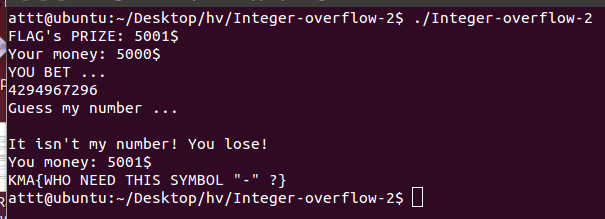 attt@ubuntu:~/Desktop/hv/Integer-overflow-2$ ./Integer-overflow-2
FLAG's PRIZE: 5001$
Your money: 5000$
YOU BET ...
4294967296
Guess my number ...

It isn't my number! You lose!
You money: 5001$
KMA{WHO NEED THIS SYMBOL "-" ?}
attt@ubuntu:~/Desktop/hv/Integer-overflow-2$